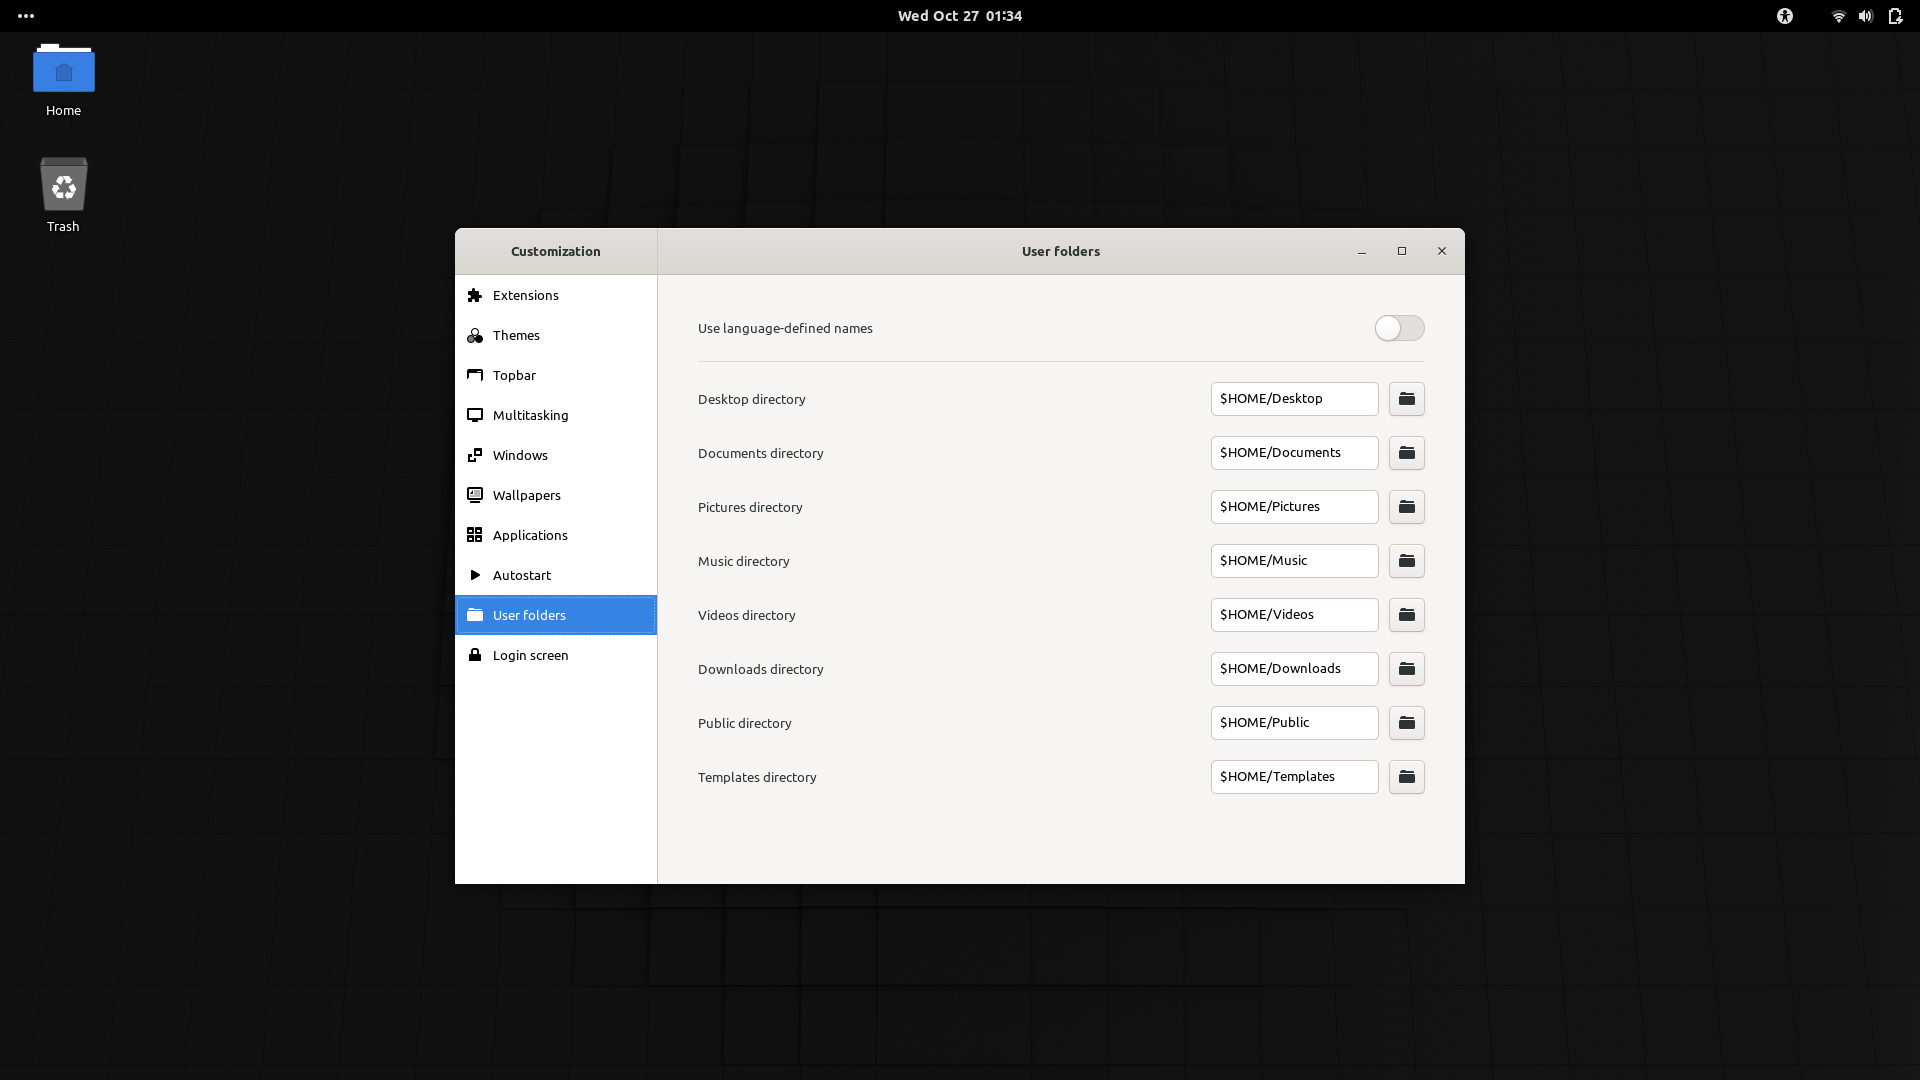 Wed Oct 27  01:34
Home
Trash
Customization
User folders
Extensions
Themes
Topbar
Multitasking
Windows
Wallpapers
Applications
Autostart
User folders
Login screen
Use language-defined names
Desktop directory
$HOME/Desktop
Documents directory
$HOME/Documents
Pictures directory
$HOME/Pictures
Music directory
$HOME/Music
Videos directory
$HOME/Videos
Downloads directory
$HOME/Downloads
Public directory
$HOME/Public
Templates directory
$HOME/Templates